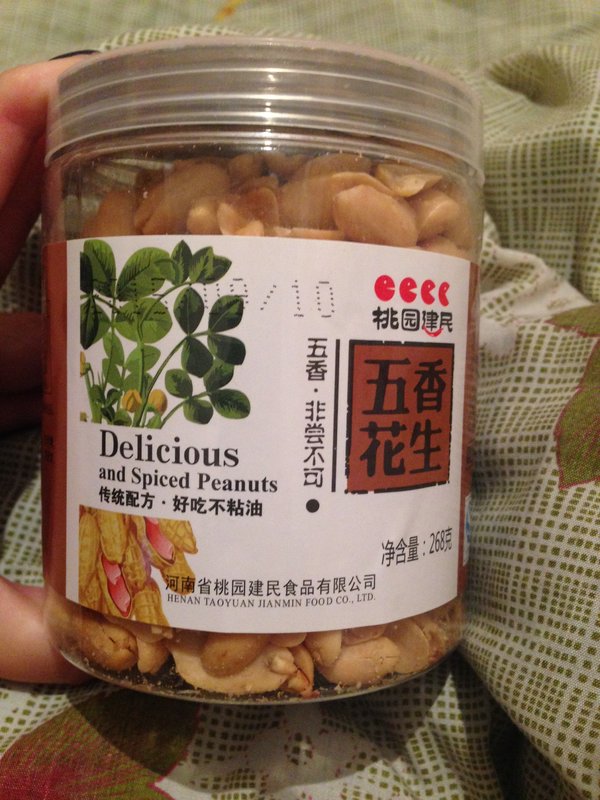 09/10
桃园建民
五香·非尝不可
五香
花生
Delicious
and Spiced Peanuts
传统配方·好吃不粘油
净含量:268克
河南省桃园建民食品有限公司
HENAN TAOYUAN JIANMIN FOOD CO., LTD.